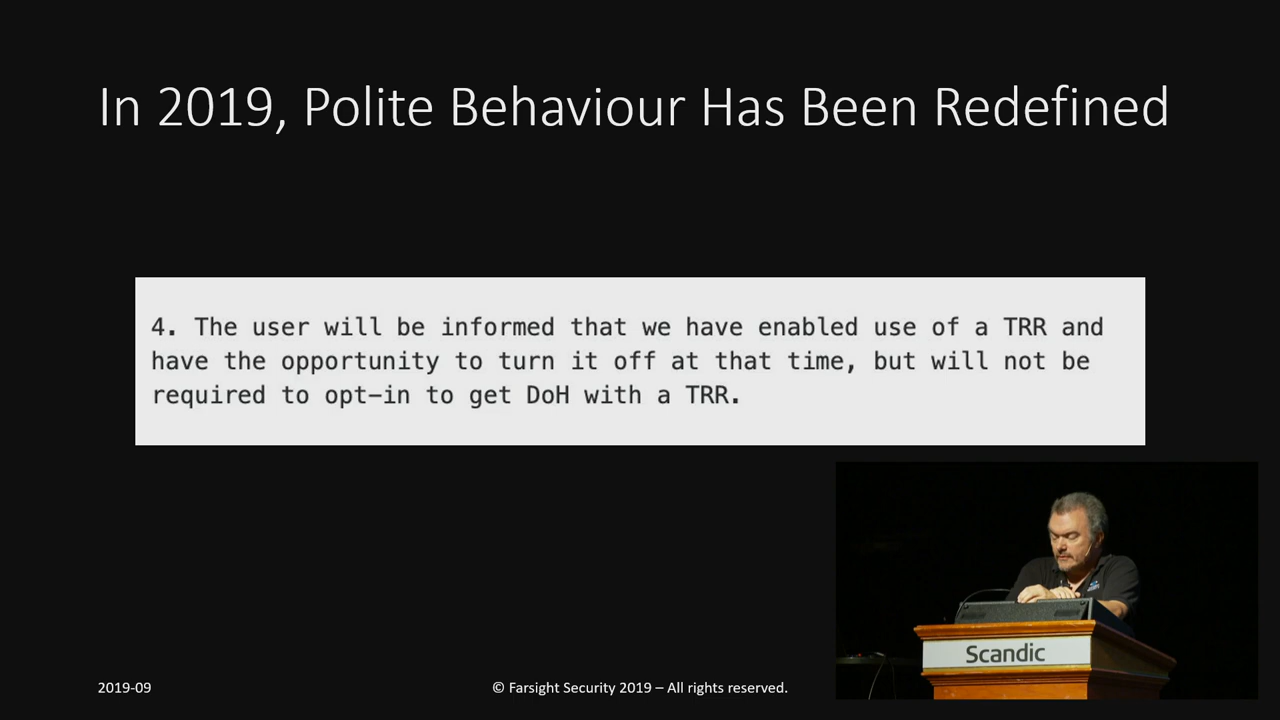 In 2019, Polite Behaviour Has Been Redefined
4. The user will be informed that we have enabled use of a TRR and
have the opportunity to turn it off at that time, but will not be
required to opt-in to get DoH with a TRR.
Scandic
2019-09
© Farsight Security 2019 – All rights reserved.